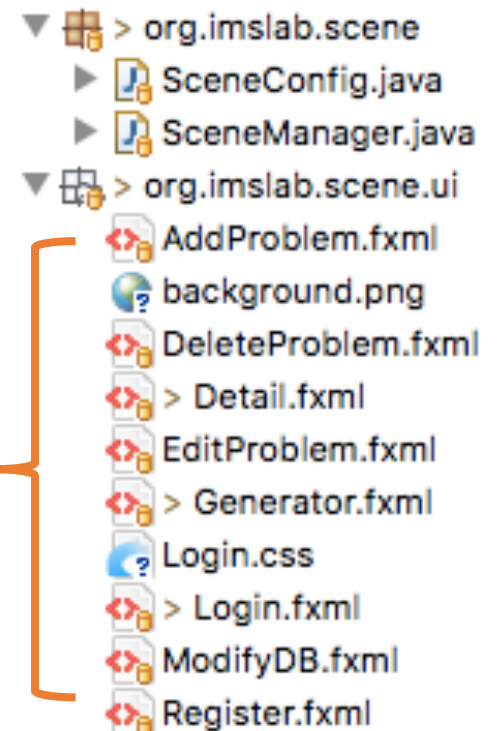 > org.imslab.scene
SceneConfig.java
SceneManager.java
> org.imslab.scene.ui
AddProblem.fxml
background.png
DeleteProblem.fxml
> Detail.fxml
EditProblem.fxml
> Generator.fxml
Login.css
> Login.fxml
ModifyDB.fxml
Register.fxml